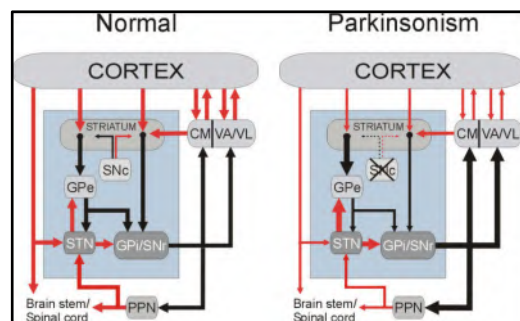 Normal
CORTEX
STRIATUM
CM VA/VL
SNc
GPe
STN
GPi/SNr
Brain stem/
Spinal cord
PPN
Parkinsonism
CORTEX
STRIATUM
CM VA/VL
SNc
GPe
STN
GPi/SNr
Brain stem/
Spinal cord
PPN